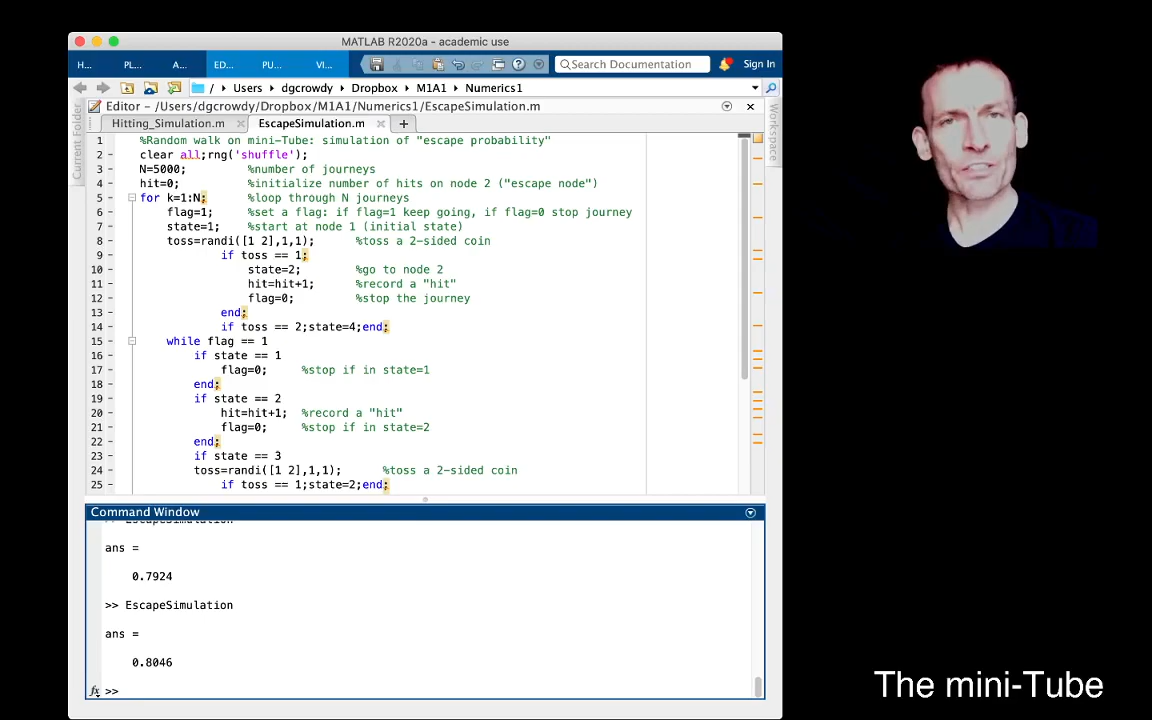 MATLAB R2020a - academic use
H... PL... A... ED... PU... VI... Search Documentation Sign In
/ Users dgcrowdy Dropbox M1A1 Numerics1
Current Folder
Editor - /Users/dgcrowdy/Dropbox/M1A1/Numerics1/EscapeSimulation.m
Workspace
Hitting_Simulation.m EscapeSimulation.m
1 %Random walk on mini-Tube: simulation of "escape probability"
2 - clear all;rng('shuffle');
3 - N=5000; %number of journeys
4 - hit=0; %initialize number of hits on node 2 ("escape node")
5 - for k=1:N; %loop through N journeys
6 - flag=1; %set a flag: if flag=1 keep going, if flag=0 stop journey
7 - state=1; %start at node 1 (initial state)
8 - toss=randi([1 2],1,1); %toss a 2-sided coin
9 - if toss == 1;
10 - state=2; %go to node 2
11 - hit=hit+1; %record a "hit"
12 - flag=0; %stop the journey
13 - end;
14 - if toss == 2;state=4;end;
15 - while flag == 1
16 - if state == 1
17 - flag=0; %stop if in state=1
18 - end;
19 - if state == 2
20 - hit=hit+1; %record a "hit"
21 - flag=0; %stop if in state=2
22 - end;
23 - if state == 3
24 - toss=randi([1 2],1,1); %toss a 2-sided coin
25 - if toss == 1;state=2;end;
Command Window
>> EscapeSimulation
ans =
0.7924
>> EscapeSimulation
ans =
0.8046
fx >>
The mini-Tube